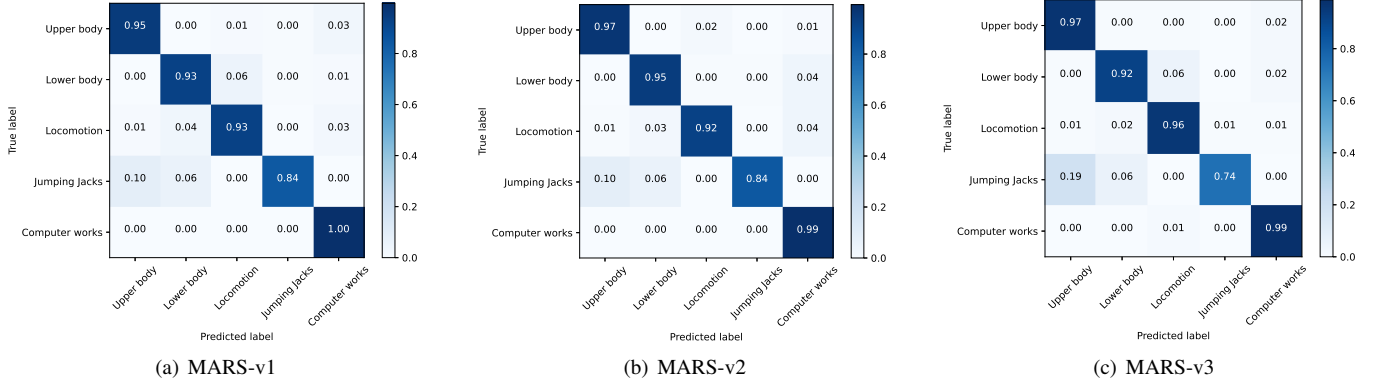 Upper body 0.95 0.00 0.01 0.00 0.03
Lower body 0.00 0.93 0.06 0.00 0.01
Locomotion 0.01 0.04 0.93 0.00 0.03
Jumping Jacks 0.10 0.06 0.00 0.84 0.00
Computer works 0.00 0.00 0.00 0.00 1.00
True label
Upper body Lower body Locomotion Jumping Jacks Computer works
Predicted label
0.8
0.6
0.4
0.2
0.0
(a) MARS-v1
Upper body 0.97 0.00 0.02 0.00 0.01
Lower body 0.00 0.95 0.00 0.00 0.04
Locomotion 0.01 0.03 0.92 0.00 0.04
Jumping Jacks 0.10 0.06 0.00 0.84 0.00
Computer works 0.00 0.00 0.00 0.00 0.99
True label
Upper body Lower body Locomotion Jumping Jacks Computer works
Predicted label
0.8
0.6
0.4
0.2
0.0
(b) MARS-v2
Upper body 0.97 0.00 0.00 0.00 0.02
Lower body 0.00 0.92 0.06 0.00 0.02
Locomotion 0.01 0.02 0.96 0.01 0.01
Jumping Jacks 0.19 0.06 0.00 0.74 0.00
Computer works 0.00 0.00 0.01 0.00 0.99
True label
Upper body Lower body Locomotion Jumping Jacks Computer works
Predicted label
0.8
0.6
0.4
0.2
0.0
(c) MARS-v3